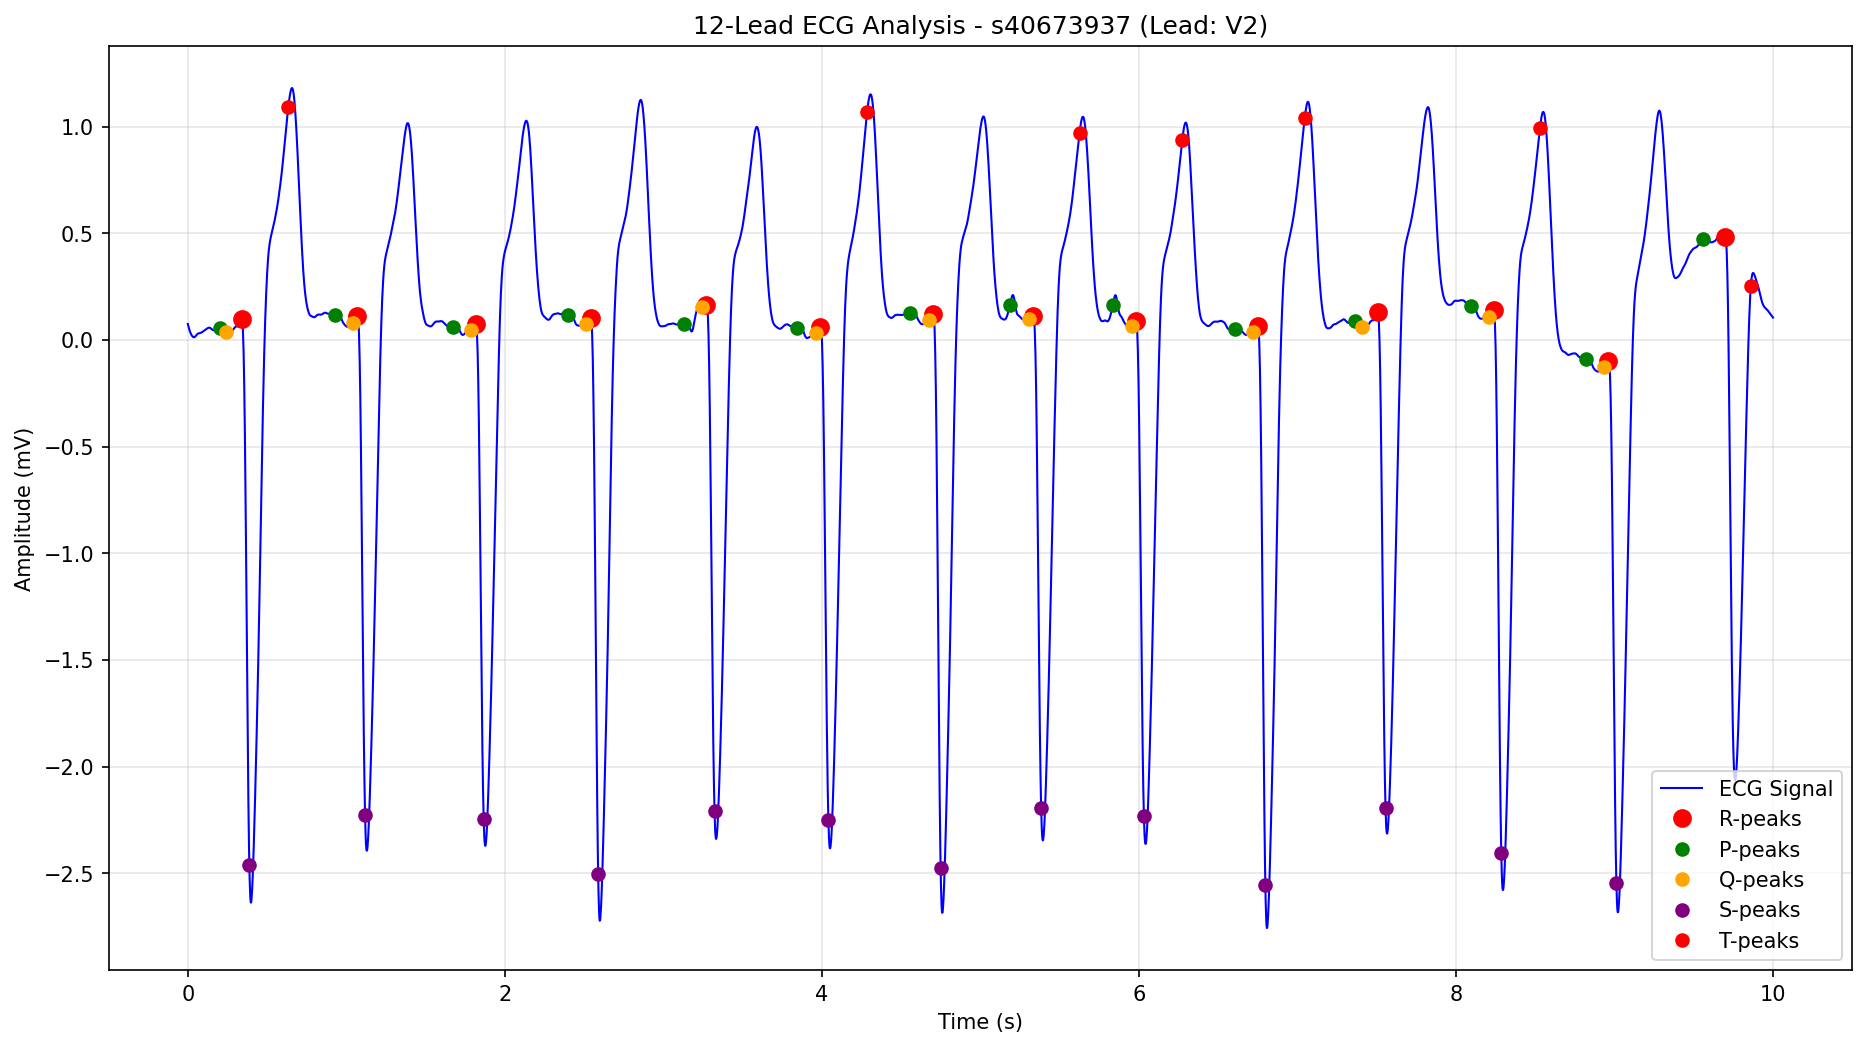 12-Lead ECG Analysis - s40673937 (Lead: V2)
Amplitude (mV)
1.0
0.5
0.0
−0.5
−1.0
−1.5
−2.0
−2.5
0
2
4
6
8
10
Time (s)
ECG Signal
R-peaks
P-peaks
Q-peaks
S-peaks
T-peaks